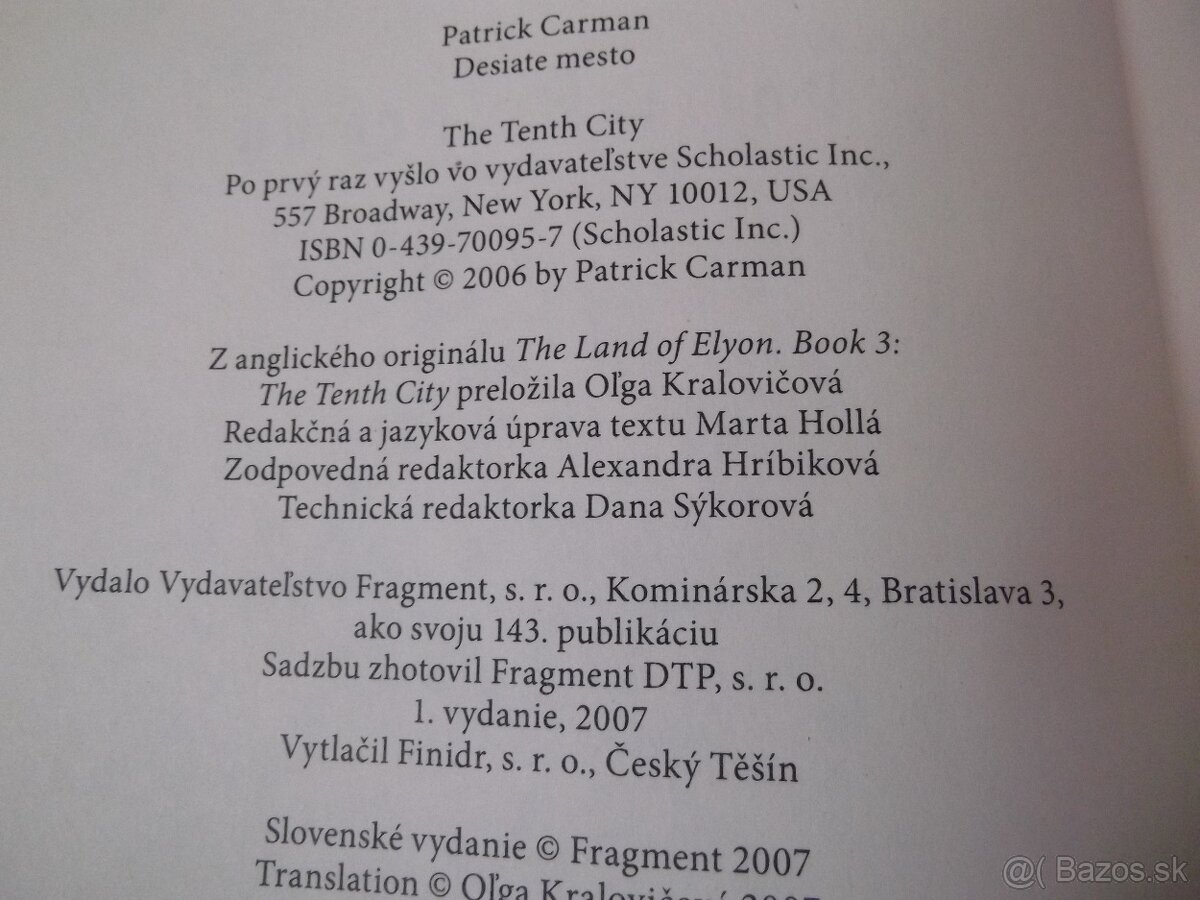 Patrick Carman
Desiate mesto
The Tenth City
Po prvý raz vyšlo vo vydavateľstve Scholastic Inc.,
557 Broadway, New York, NY 10012, USA
ISBN 0-439-70095-7 (Scholastic Inc.)
Copyright © 2006 by Patrick Carman
Z anglického originálu The Land of Elyon. Book 3:
The Tenth City preložila Oľga Kralovičová
Redakčná a jazyková úprava textu Marta Hollá
Zodpovedná redaktorka Alexandra Hríbiková
Technická redaktorka Dana Sýkorová
Vydalo Vydavateľstvo Fragment, s. r. o., Kominárska 2, 4, Bratislava 3,
ako svoju 143. publikáciu
Sadzbu zhotovil Fragment DTP, s. r. o.
1. vydanie, 2007
Vytlačil Finidr, s. r. o., Český Těšín
Slovenské vydanie © Fragment 2007
Translation © Oľga Kralovičová 2007
@( Bazos.sk